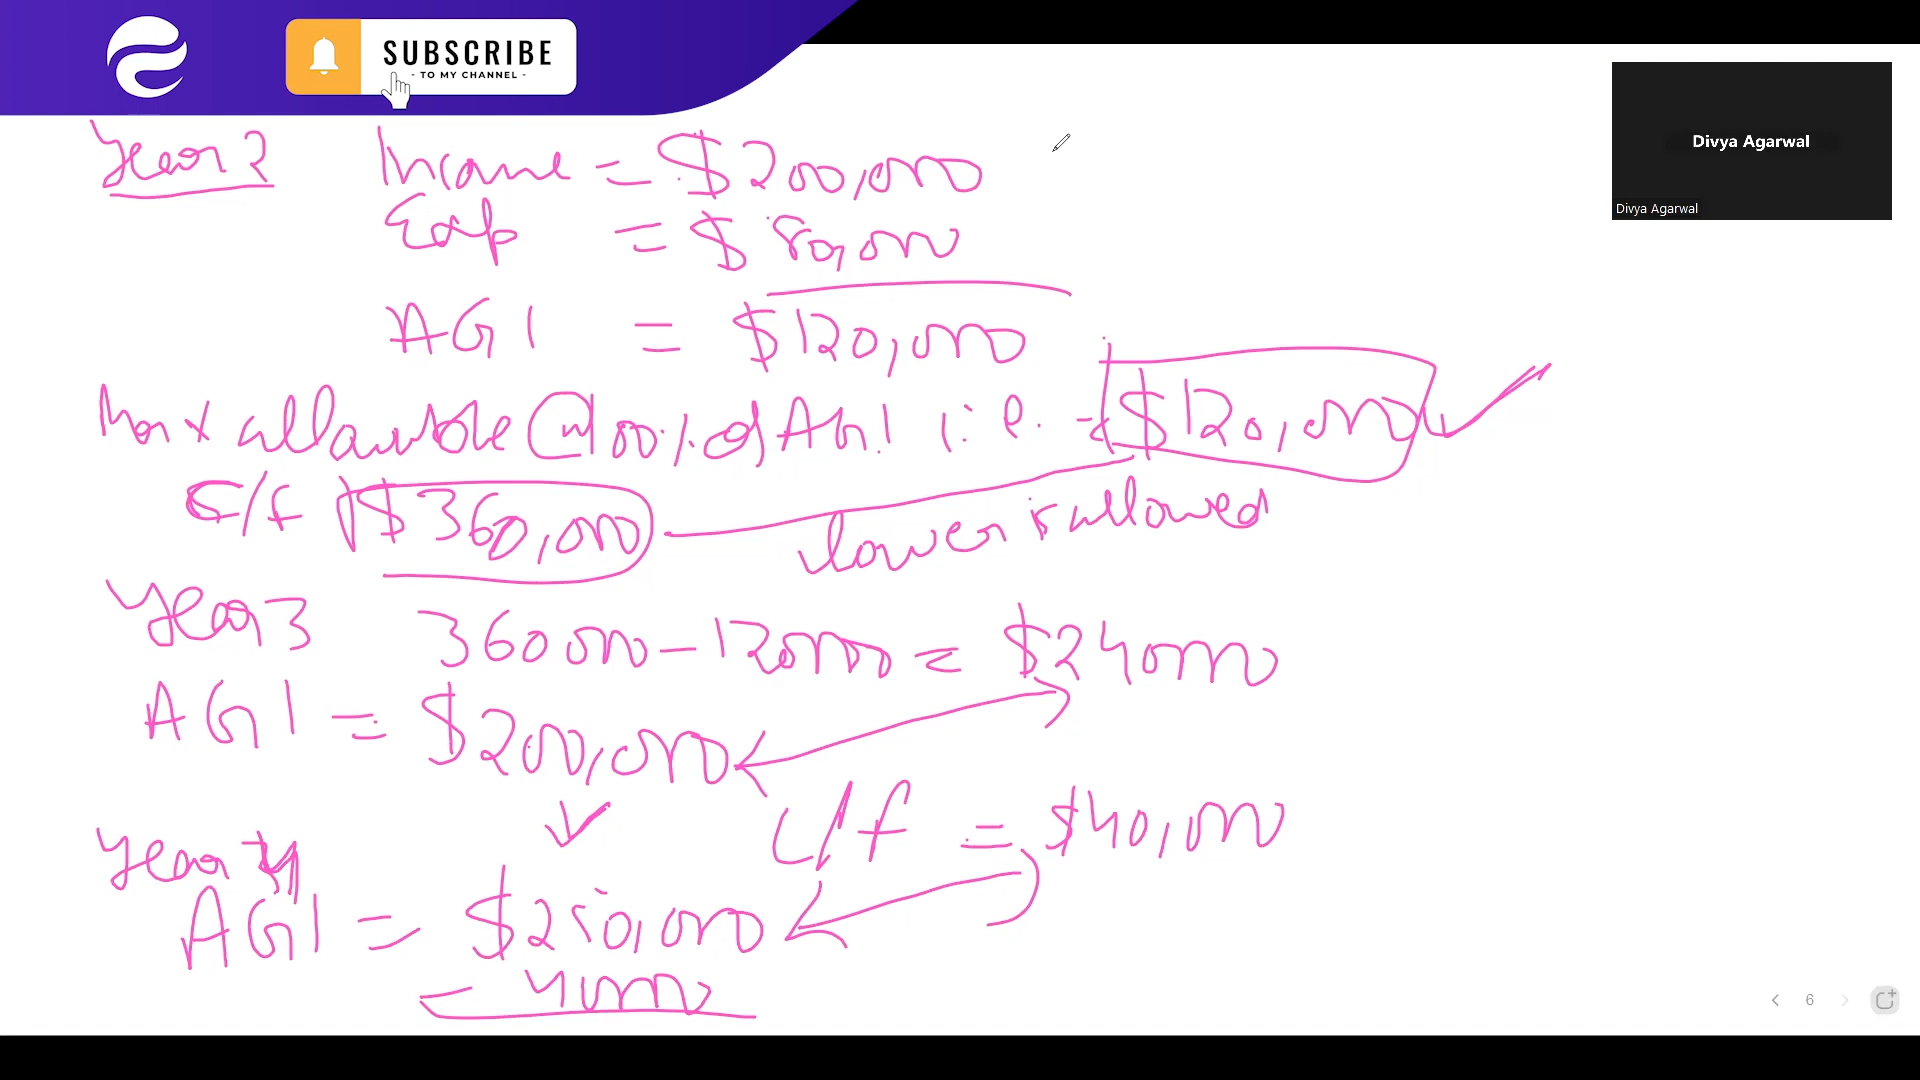 SUBSCRIBE
- TO MY CHANNEL -
Divya Agarwal
Divya Agarwal
Year 2 Income = $200,000
Exp = $80,000
AGI = $120,000
Max allowable @ 100% of AGI i.e. = $120,000
C/f $360,000 lower is allowed
Year 3 360000 - 120000 = $240000
AGI = $200,000
C/f = $40,000
Year 4
AGI = $250,000
- 40000
6